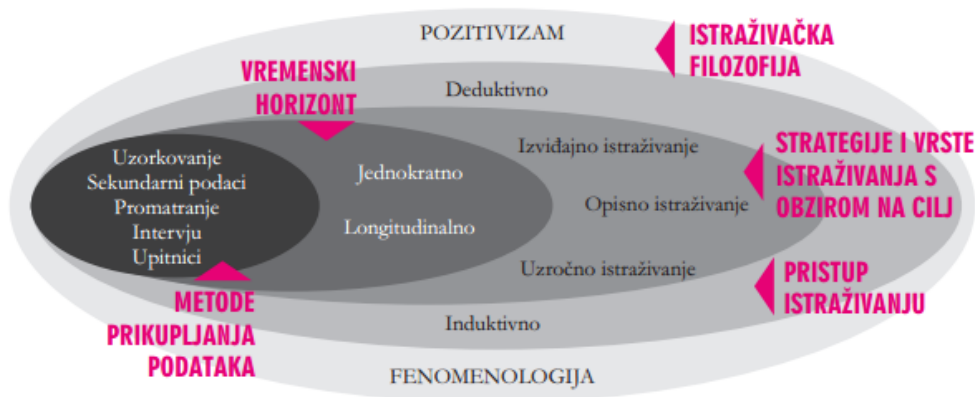 POZITIVIZAM
ISTRAŽIVAČKA
FILOZOFIJA
VREMENSKI
HORIZONT
Deduktivno
Uzorkovanje
Sekundarni podaci
Promatranje
Intervju
Upitnici
Jednokratno
Longitudinalno
Izviđajno istraživanje
Opisno istraživanje
Uzročno istraživanje
STRATEGIJE I VRSTE
ISTRAŽIVANJA S
OBZIROM NA CILJ
PRISTUP
ISTRAŽIVANJU
METODE
PRIKUPLJANJA
PODATAKA
Induktivno
FENOMENOLOGIJA